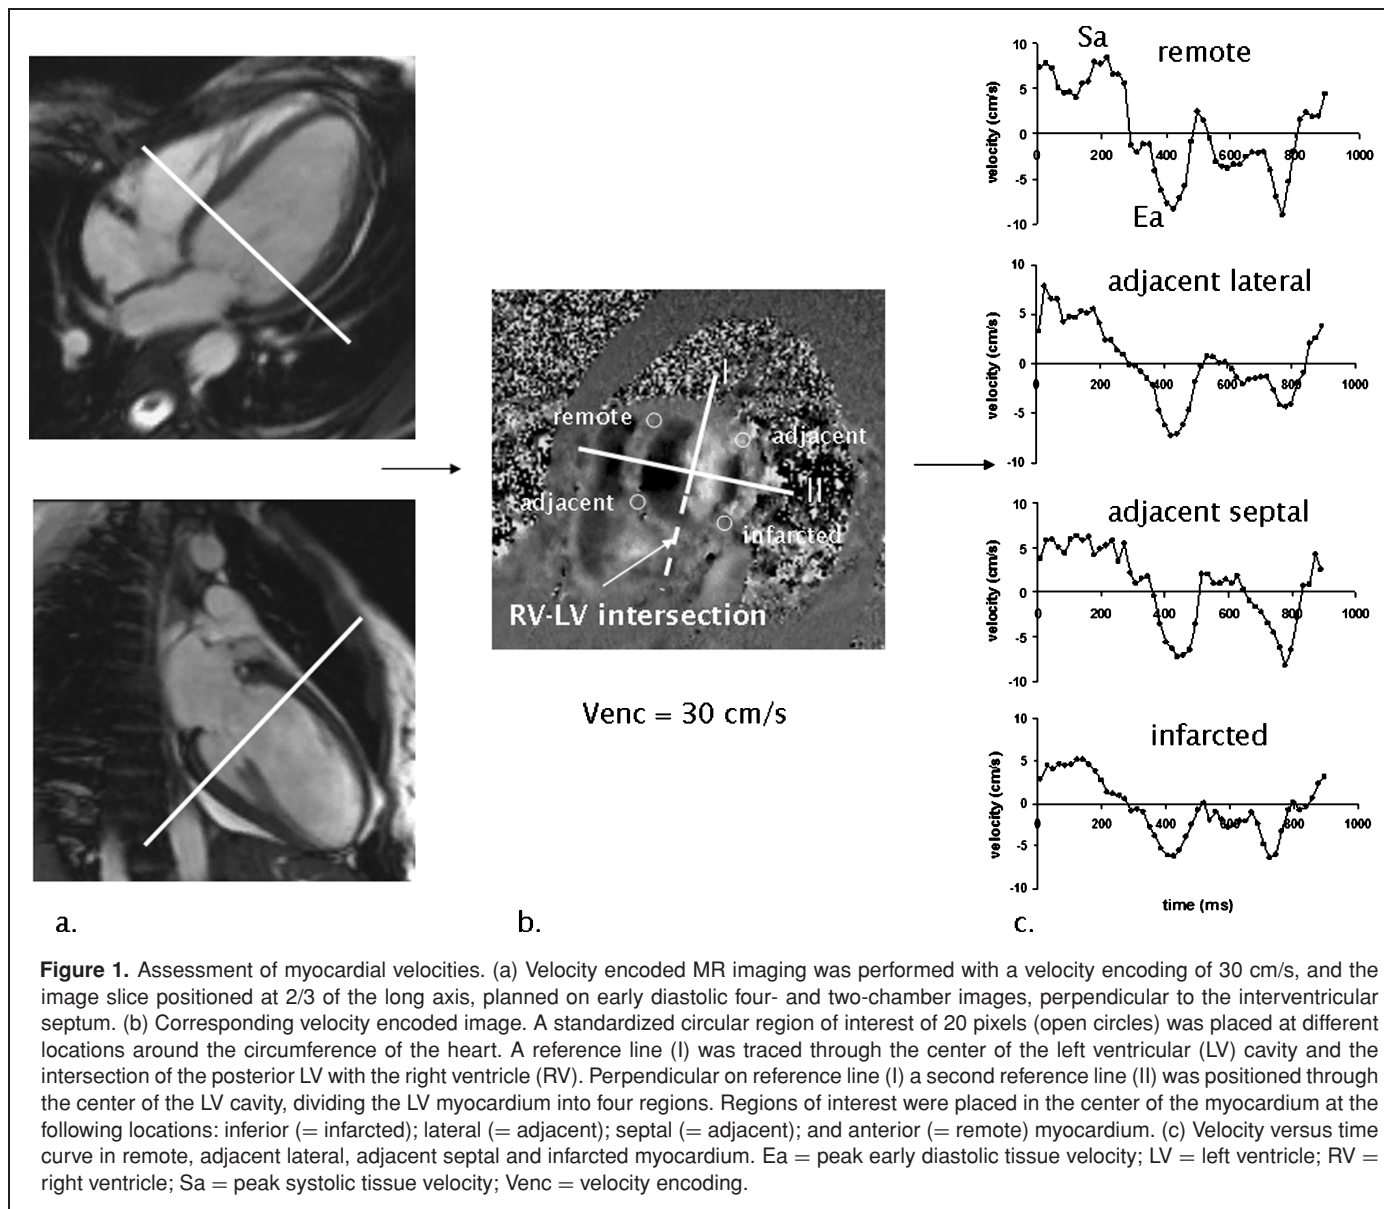 Sa
remote
10
5
0
-5
-10
0
200
400
600
800
1000
velocity (cm/s)
Ea
adjacent lateral
10
5
0
-5
-10
0
200
400
600
800
1000
velocity (cm/s)
I
remote
adjacent
II
adjacent
infarcted
RV-LV intersection
Venc = 30 cm/s
adjacent septal
10
5
0
-5
-10
0
200
400
600
800
1000
velocity (cm/s)
infarcted
10
5
0
-5
-10
0
200
400
600
800
1000
velocity (cm/s)
time (ms)
a.
b.
c.
Figure 1. Assessment of myocardial velocities. (a) Velocity encoded MR imaging was performed with a velocity encoding of 30 cm/s, and the
image slice positioned at 2/3 of the long axis, planned on early diastolic four- and two-chamber images, perpendicular to the interventricular
septum. (b) Corresponding velocity encoded image. A standardized circular region of interest of 20 pixels (open circles) was placed at different
locations around the circumference of the heart. A reference line (I) was traced through the center of the left ventricular (LV) cavity and the
intersection of the posterior LV with the right ventricle (RV). Perpendicular on reference line (I) a second reference line (II) was positioned through
the center of the LV cavity, dividing the LV myocardium into four regions. Regions of interest were placed in the center of the myocardium at the
following locations: inferior (= infarcted); lateral (= adjacent); septal (= adjacent); and anterior (= remote) myocardium. (c) Velocity versus time
curve in remote, adjacent lateral, adjacent septal and infarcted myocardium. Ea = peak early diastolic tissue velocity; LV = left ventricle; RV =
right ventricle; Sa = peak systolic tissue velocity; Venc = velocity encoding.